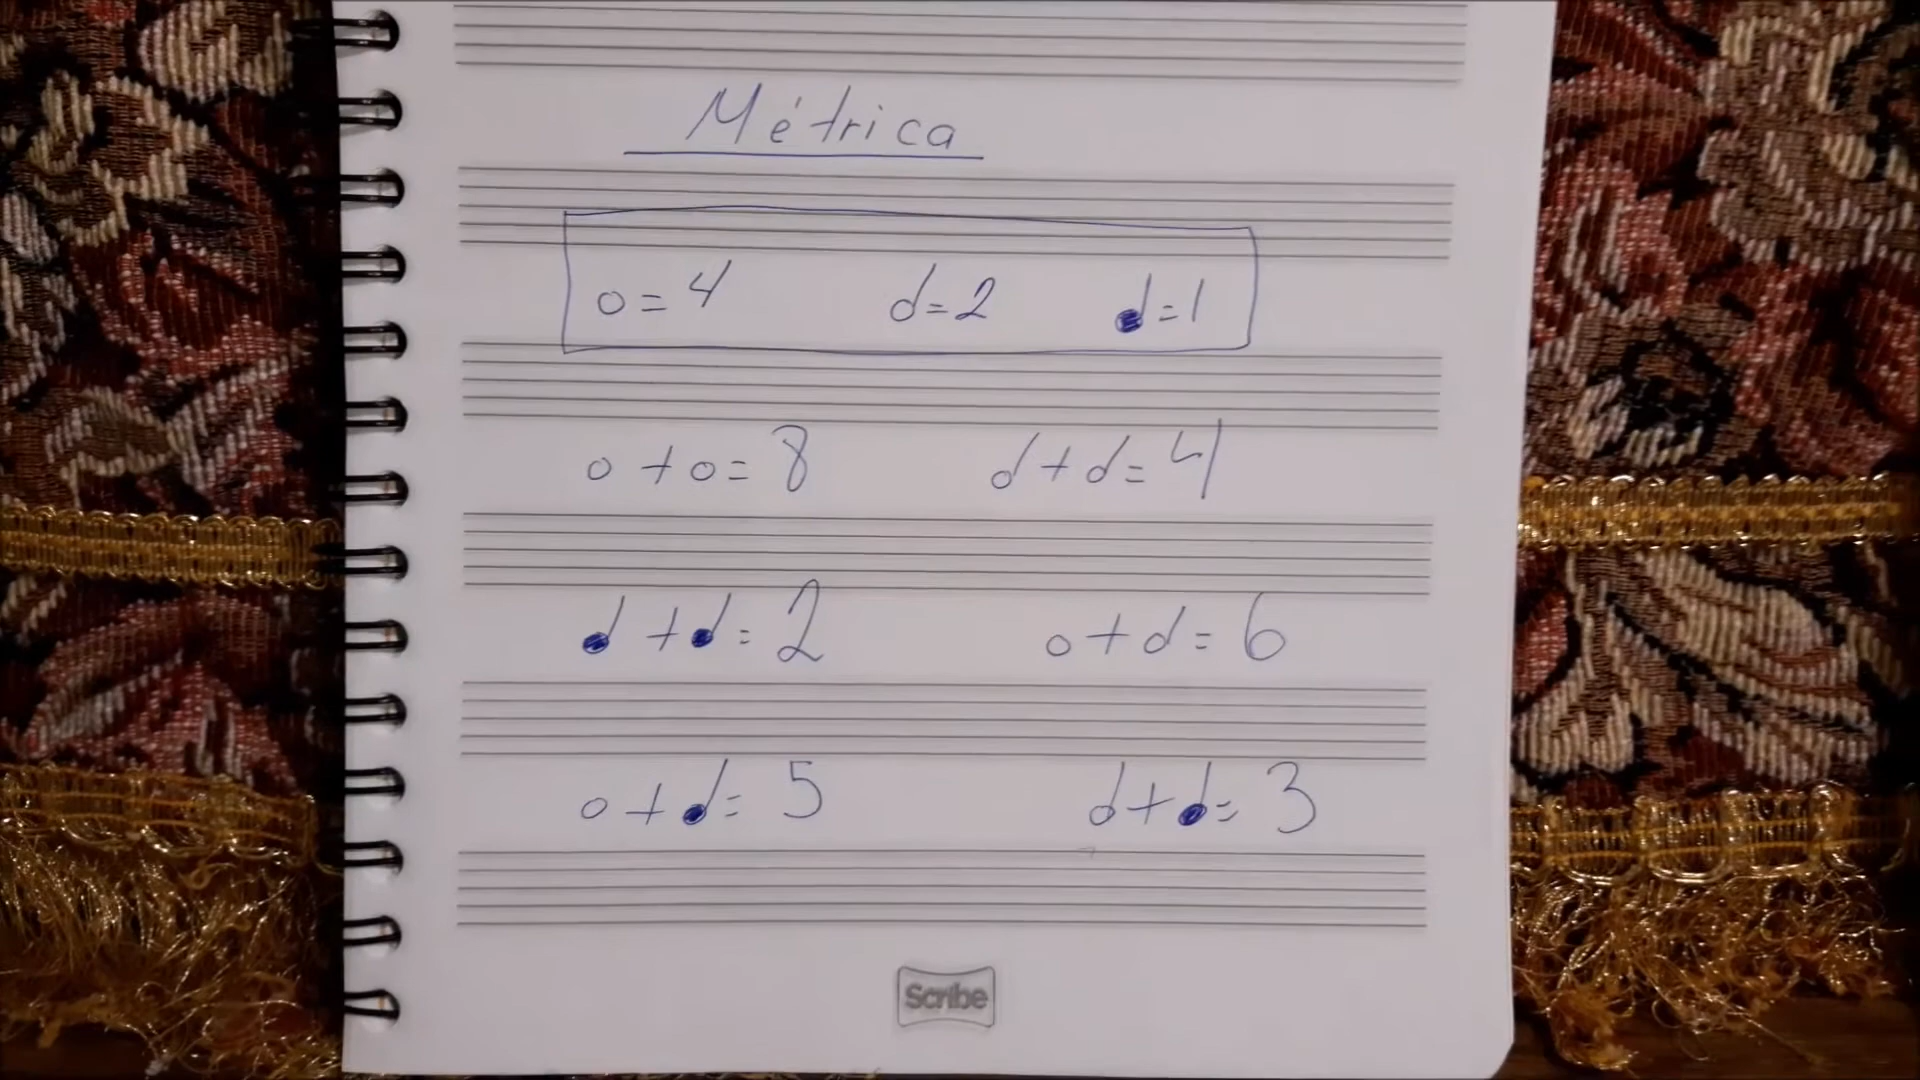 Métrica
𝅝 = 4 𝅗𝅥 = 2 𝅘𝅥 = 1
𝅝 + 𝅝 = 8 𝅗𝅥 + 𝅗𝅥 = 4
𝅘𝅥 + 𝅘𝅥 = 2 𝅝 + 𝅗𝅥 = 6
𝅝 + 𝅘𝅥 = 5 𝅗𝅥 + 𝅘𝅥 = 3
Scribe